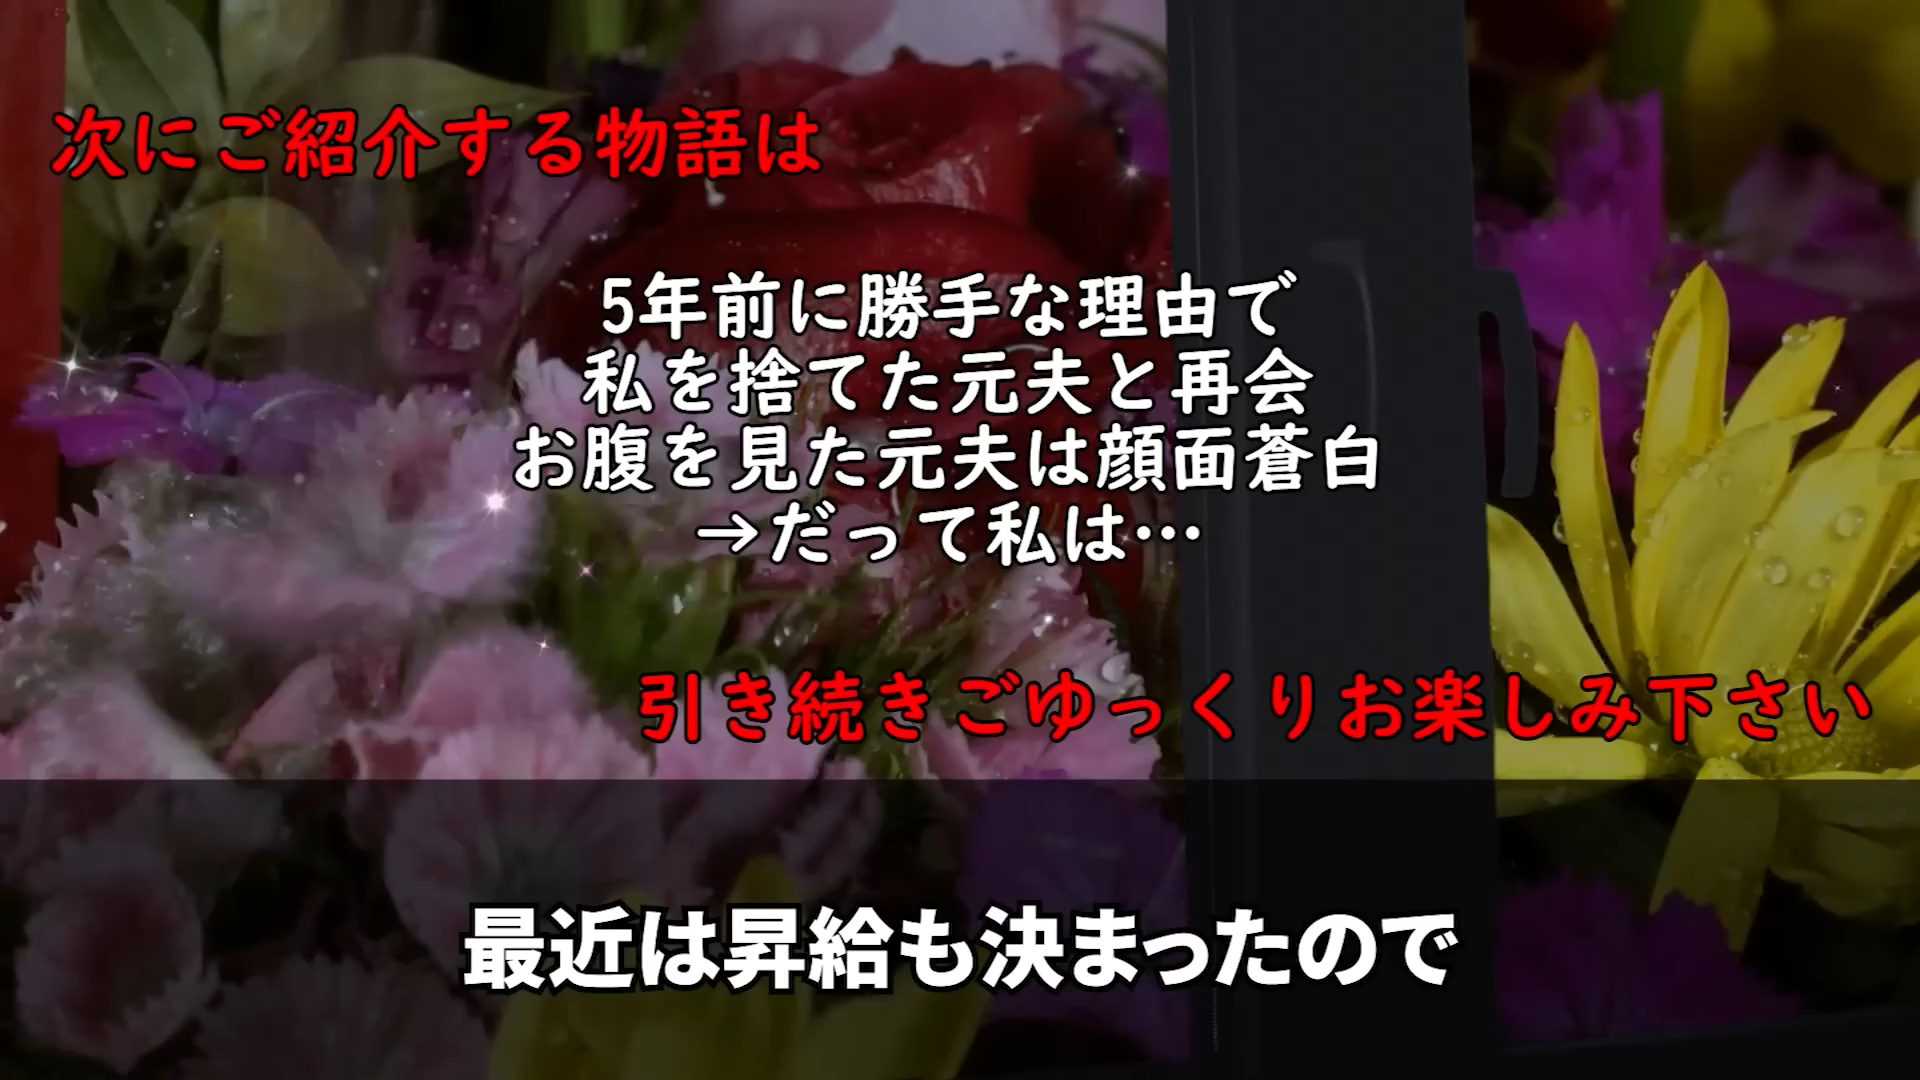 次にご紹介する物語は
5年前に勝手な理由で
私を捨てた元夫と再会
お腹を見た元夫は顔面蒼白
→だって私は…
引き続きごゆっくりお楽しみ下さい
最近は昇給も決まったので